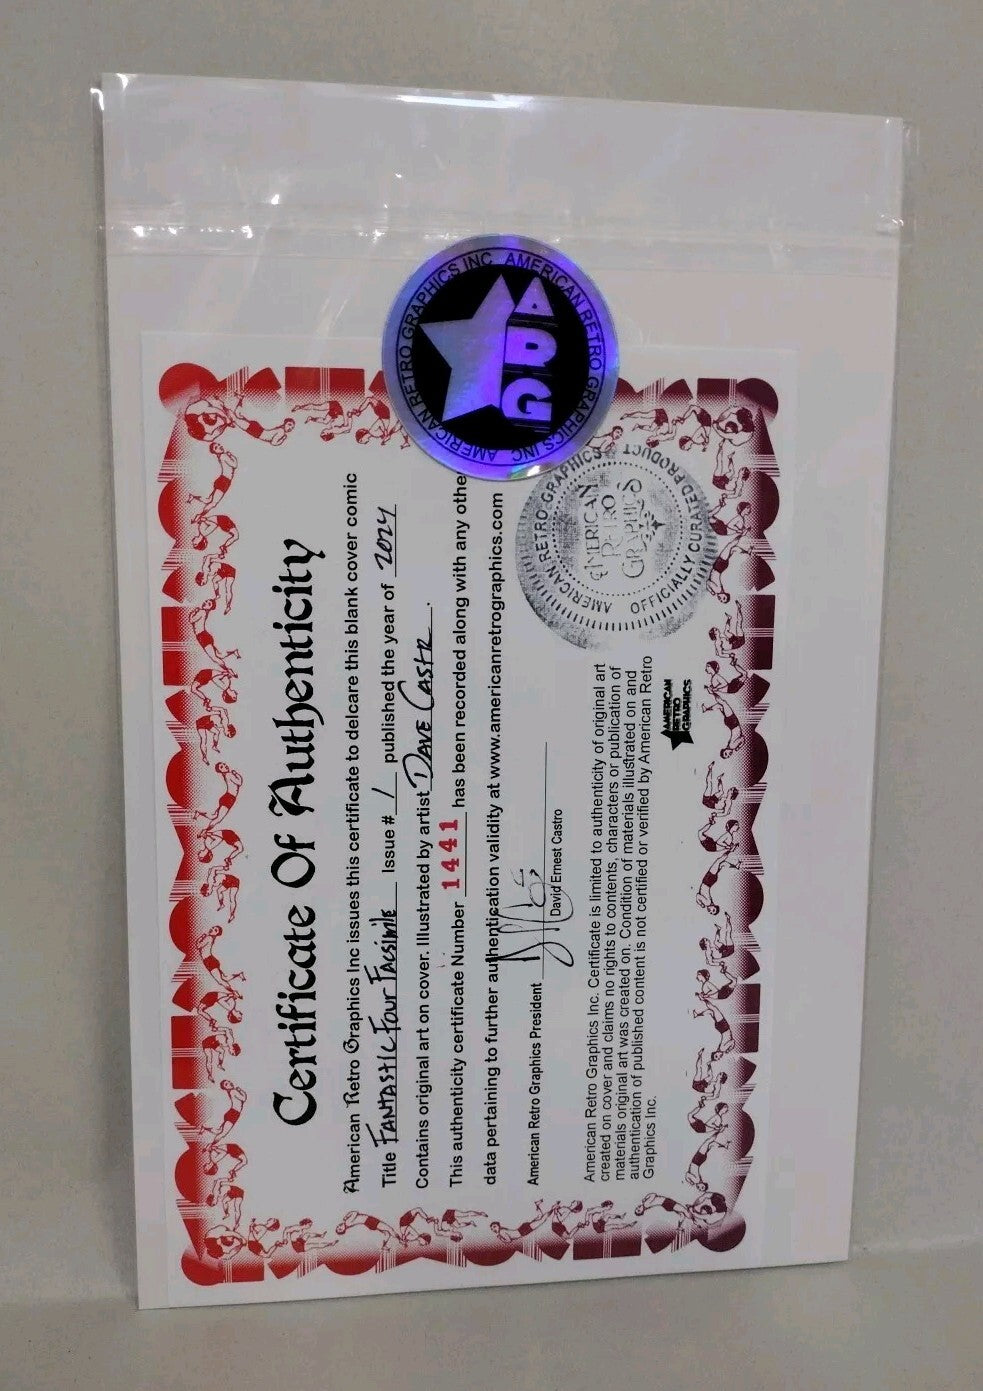 Certificate Of Authenticity
American Retro Graphics Inc issues this certificate to delcare this blank cover comic
Title Fantastic Four Facsimile Issue # 1 published the year of 2024
Contains original art on cover. Illustrated by artist Dave Castr.
This authenticity certificate Number 1441 has been recorded along with any othe
data pertaining to further authentication validity at www.americanretrographics.com
American Retro Graphics President
David Ernest Castro
American Retro Graphics Inc. Certificate is limited to authenticity of original art
created on cover and claims no rights to contents, characters or publication of
materials original art was created on. Condition of materials illustrated on and
authentication of published content is not certified or verified by American Retro
Graphics Inc.
AMERICAN
RETRO
GRAPHICS
AMERICAN RETRO GRAPHICS INC AMERICAN RETRO GRAPHICS INC
ARG
AMERICAN RETRO-GRAPHICS
OFFICIALLY CURATED PRODUCT
AMERICAN
RETRO
GRAPHICS